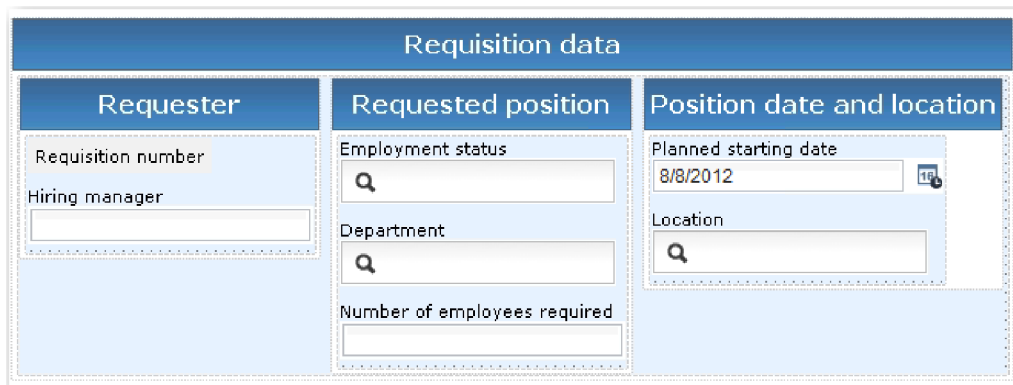 Requisition data
Requester
Requisition number
Hiring manager
Requested position
Employment status
Department
Number of employees required
Position date and location
Planned starting date
8/8/2012
16
Location